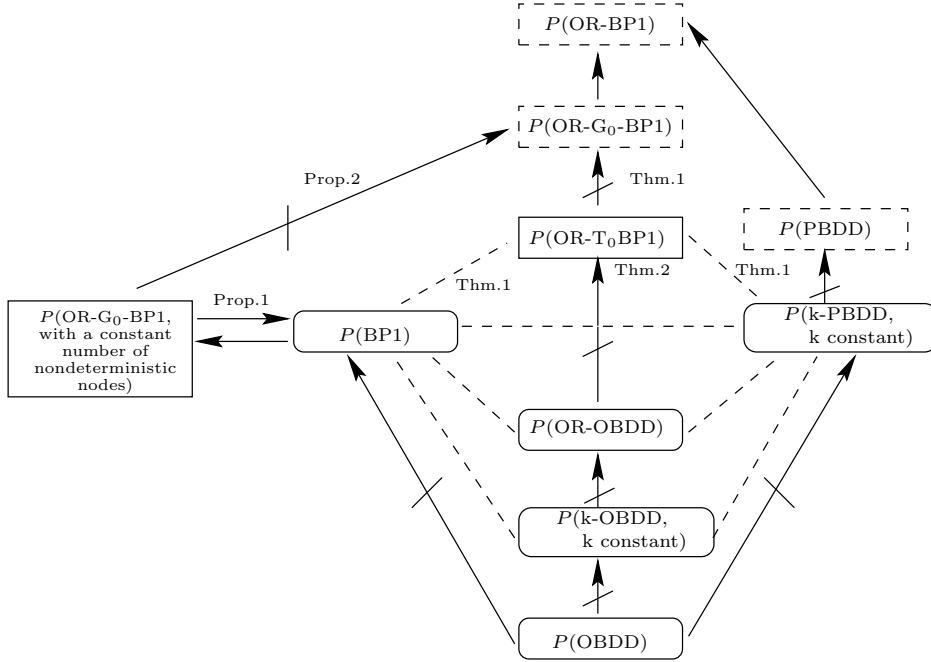 P(OR-BP1)
P(OR-G₀-BP1)
Prop.2
Thm.1
P(OR-T₀BP1)
P(PBDD)
Thm.1
Thm.2
Thm.1
Prop.1
P(OR-G₀-BP1,
with a constant
number of
nondeterministic
nodes)
P(BP1)
P(k-PBDD,
k constant)
P(OR-OBDD)
P(k-OBDD,
k constant)
P(OBDD)